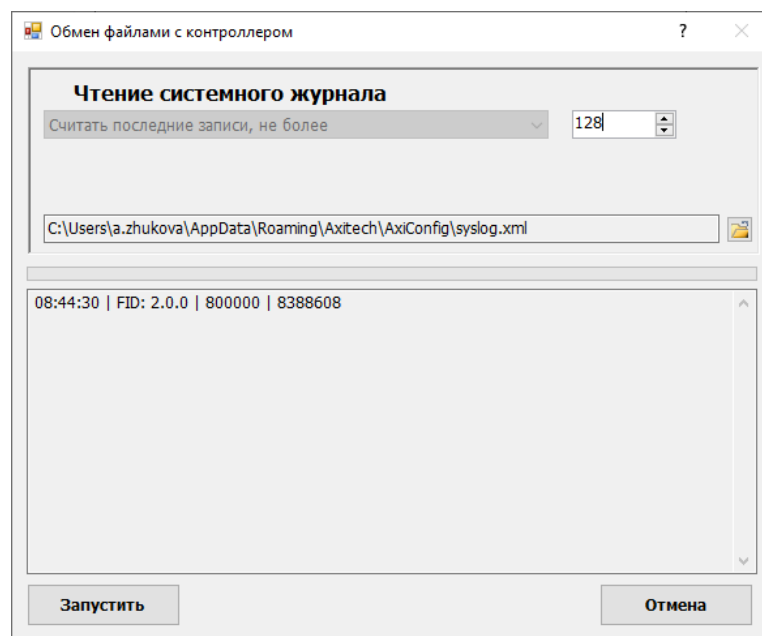 Обмен файлами с контроллером
?
Чтение системного журнала
Считать последние записи, не более
128
C:\Users\a.zhukova\AppData\Roaming\Axitech\AxiConfig\syslog.xml
08:44:30 | FID: 2.0.0 | 800000 | 8388608
Запустить
Отмена